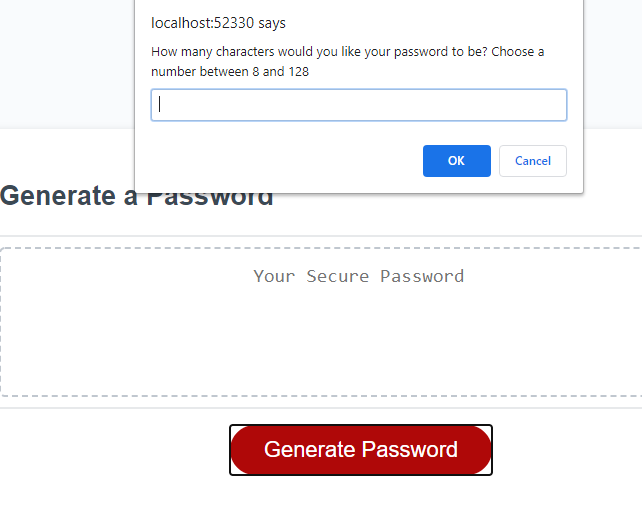 localhost:52330 says
How many characters would you like your password to be? Choose a
number between 8 and 128
OK
Cancel
Generate a Password
Your Secure Password
Generate Password